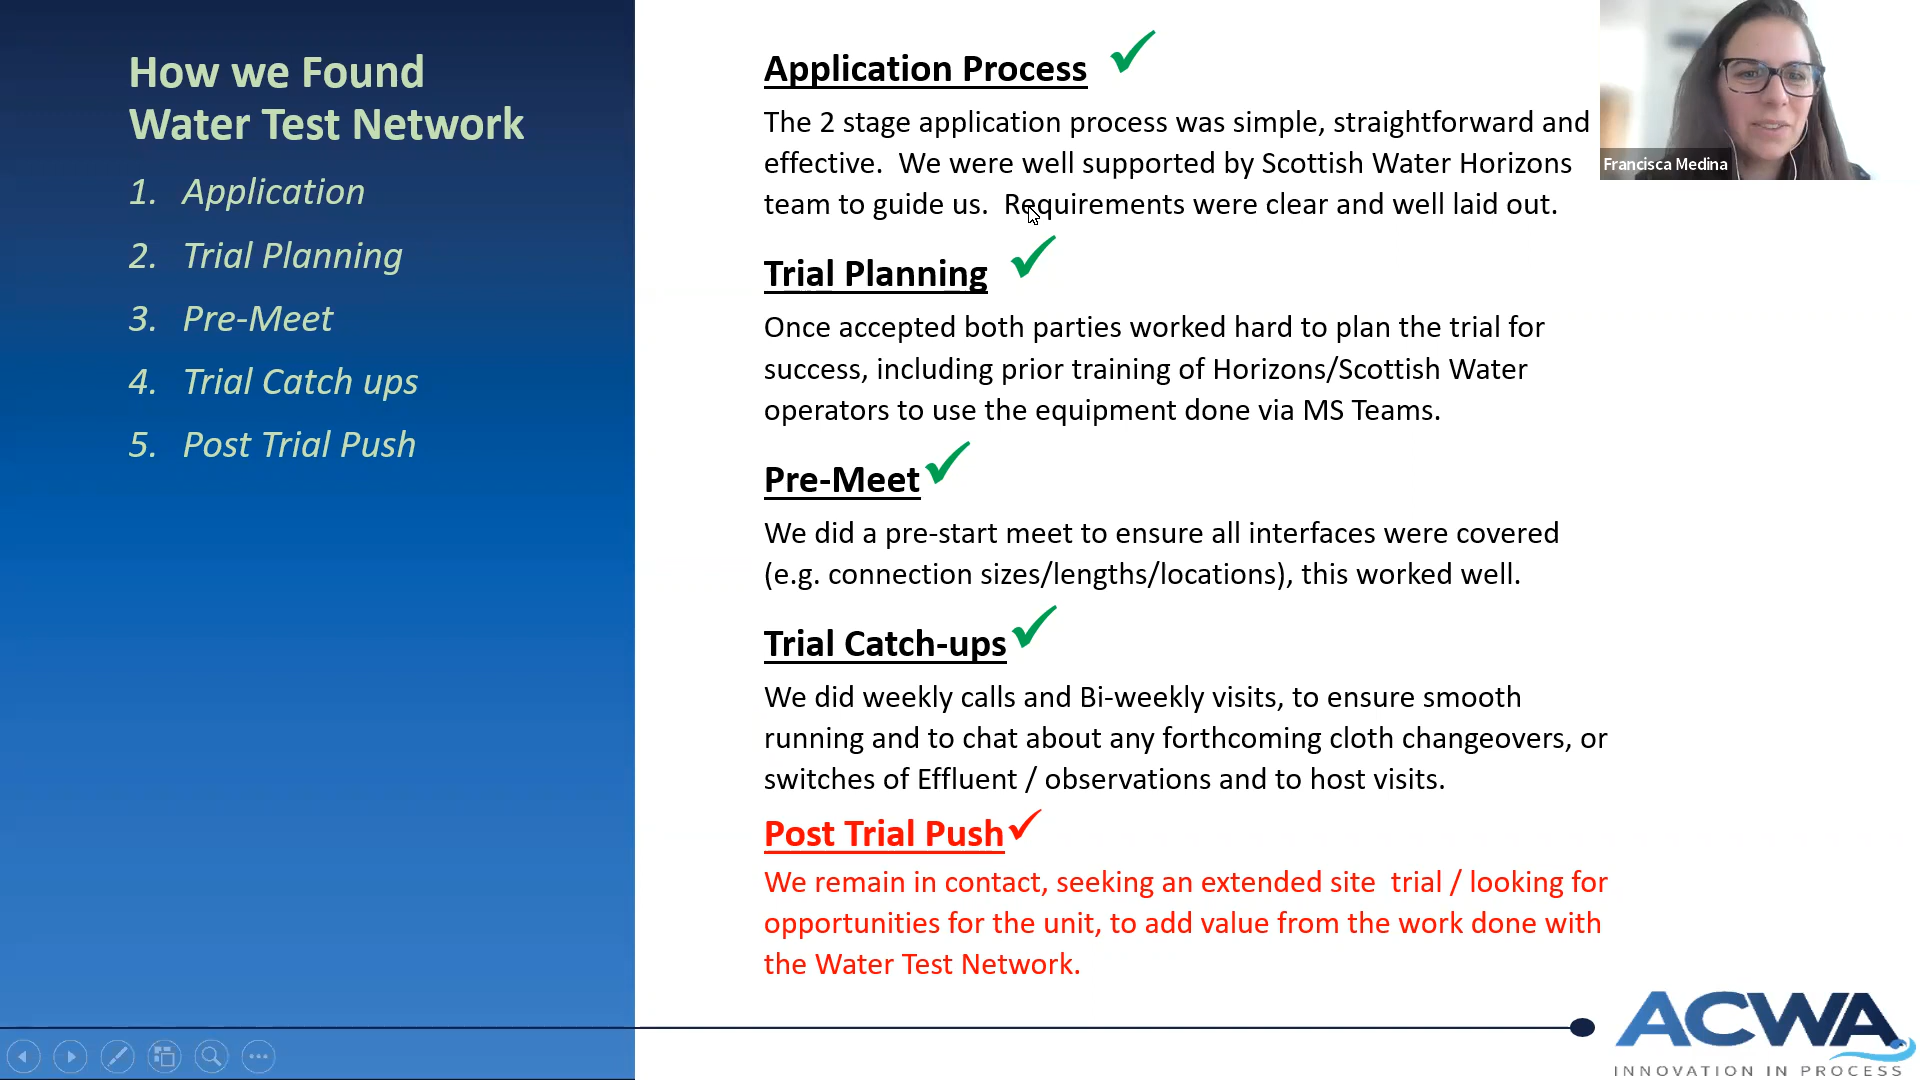 How we Found
Water Test Network
1. Application
2. Trial Planning
3. Pre-Meet
4. Trial Catch ups
5. Post Trial Push
Application Process
The 2 stage application process was simple, straightforward and
effective.  We were well supported by Scottish Water Horizons
team to guide us.  Requirements were clear and well laid out.
Trial Planning
Once accepted both parties worked hard to plan the trial for
success, including prior training of Horizons/Scottish Water
operators to use the equipment done via MS Teams.
Pre-Meet
We did a pre-start meet to ensure all interfaces were covered
(e.g. connection sizes/lengths/locations), this worked well.
Trial Catch-ups
We did weekly calls and Bi-weekly visits, to ensure smooth
running and to chat about any forthcoming cloth changeovers, or
switches of Effluent / observations and to host visits.
Post Trial Push
We remain in contact, seeking an extended site  trial / looking for
opportunities for the unit, to add value from the work done with
the Water Test Network.
Francisca Medina
ACWA
INNOVATION IN PROCESS